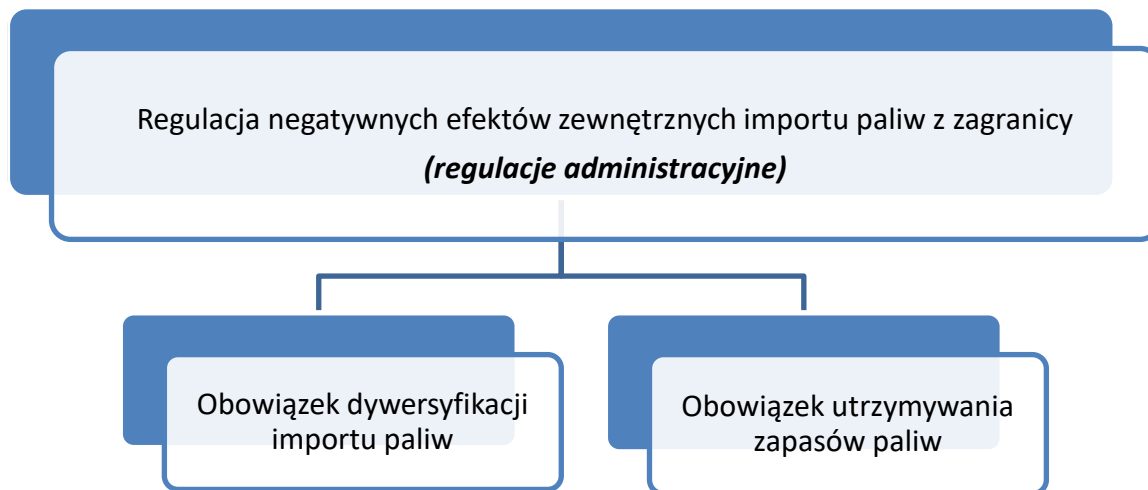 Regulacja negatywnych efektów zewnętrznych importu paliw z zagranicy
(regulacje administracyjne)
Obowiązek dywersyfikacji
importu paliw
Obowiązek utrzymywania
zapasów paliw